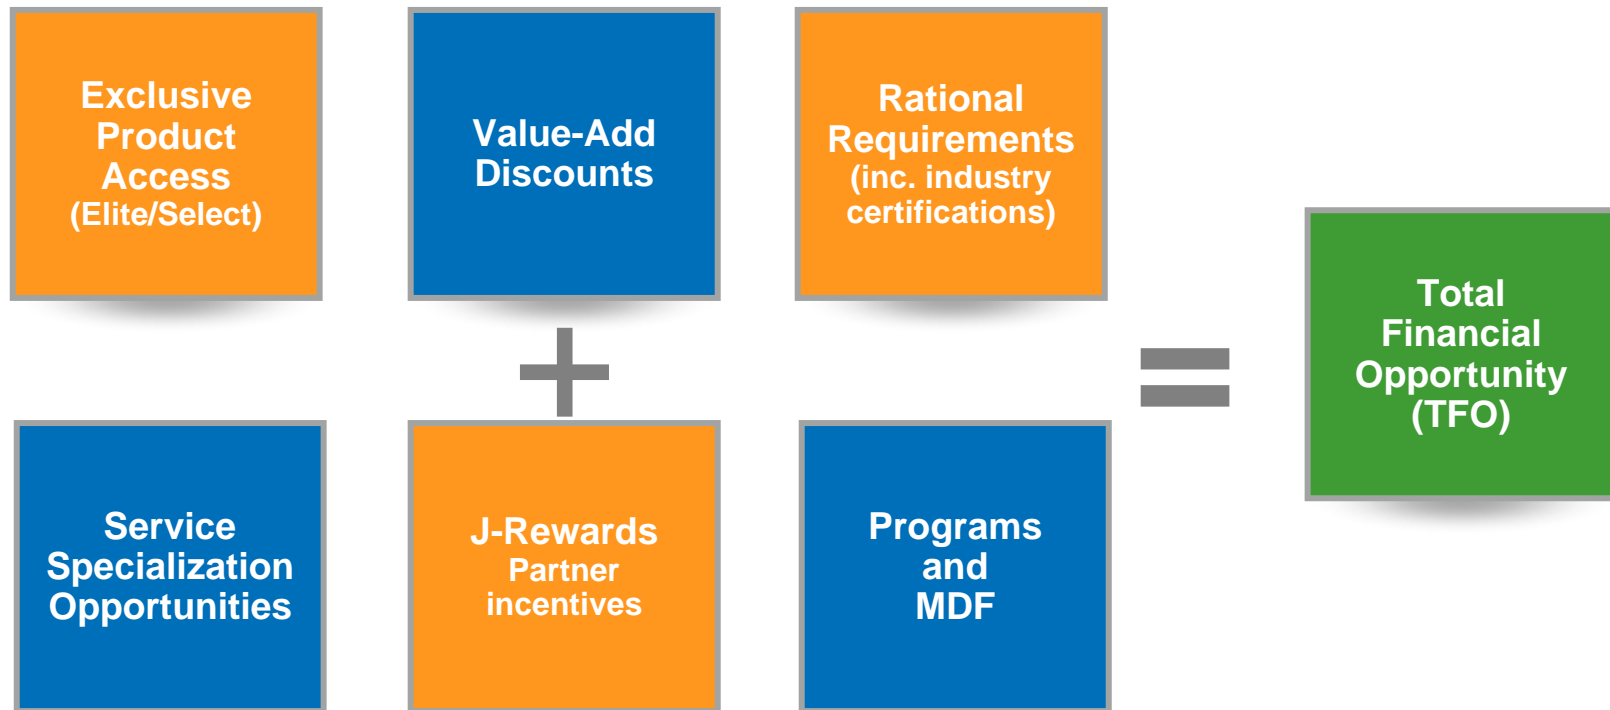 Exclusive
Product
Access
(Elite/Select)
Value-Add
Discounts
Rational
Requirements
(inc. industry
certifications)
+
=
Total
Financial
Opportunity
(TFO)
Service
Specialization
Opportunities
J-Rewards
Partner
incentives
Programs
and
MDF